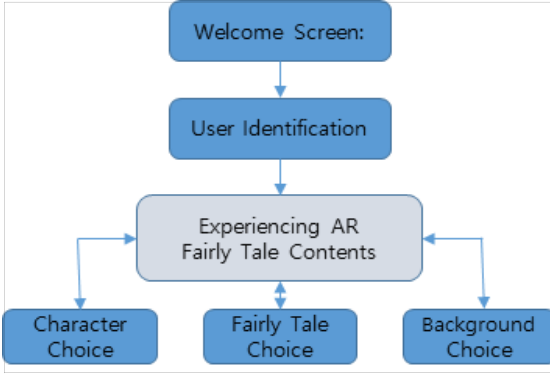 Welcome Screen:
User Identification
Experiencing AR
Fairly Tale Contents
Character
Choice
Fairly Tale
Choice
Background
Choice